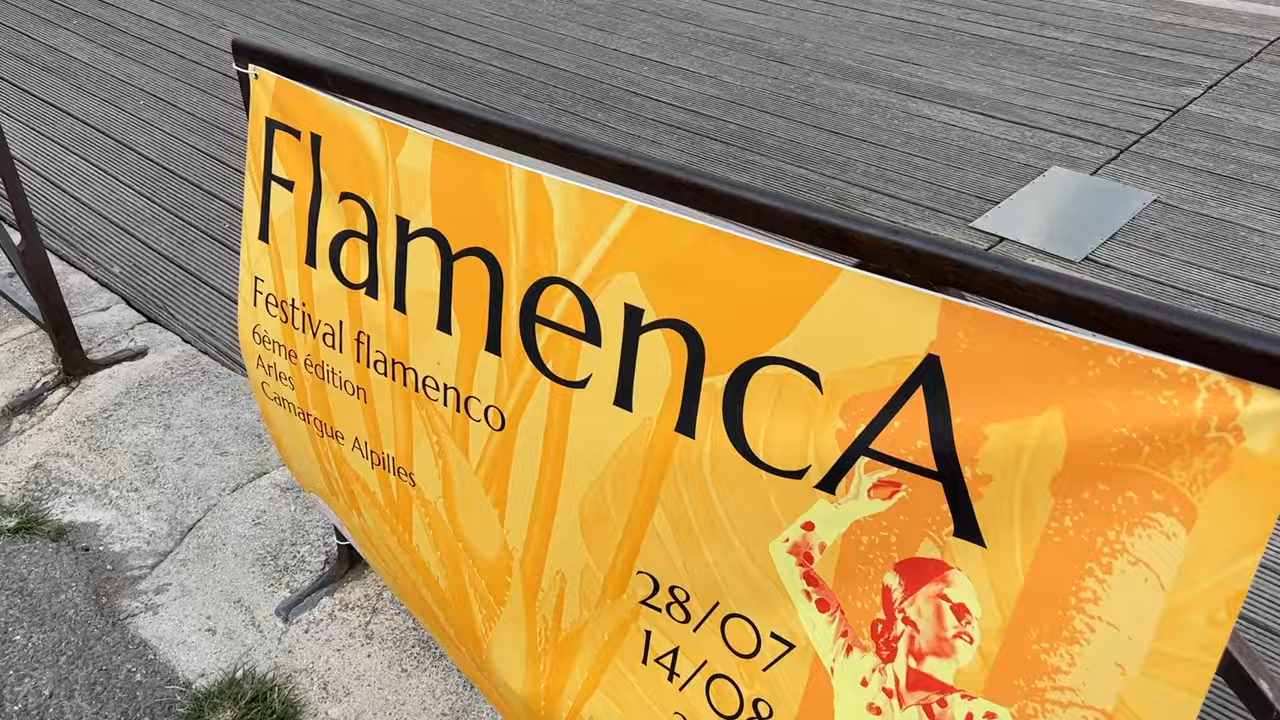 FlamencA
Festival flamenco
6ème édition
Arles
Camargue Alpilles
28/07
14/08